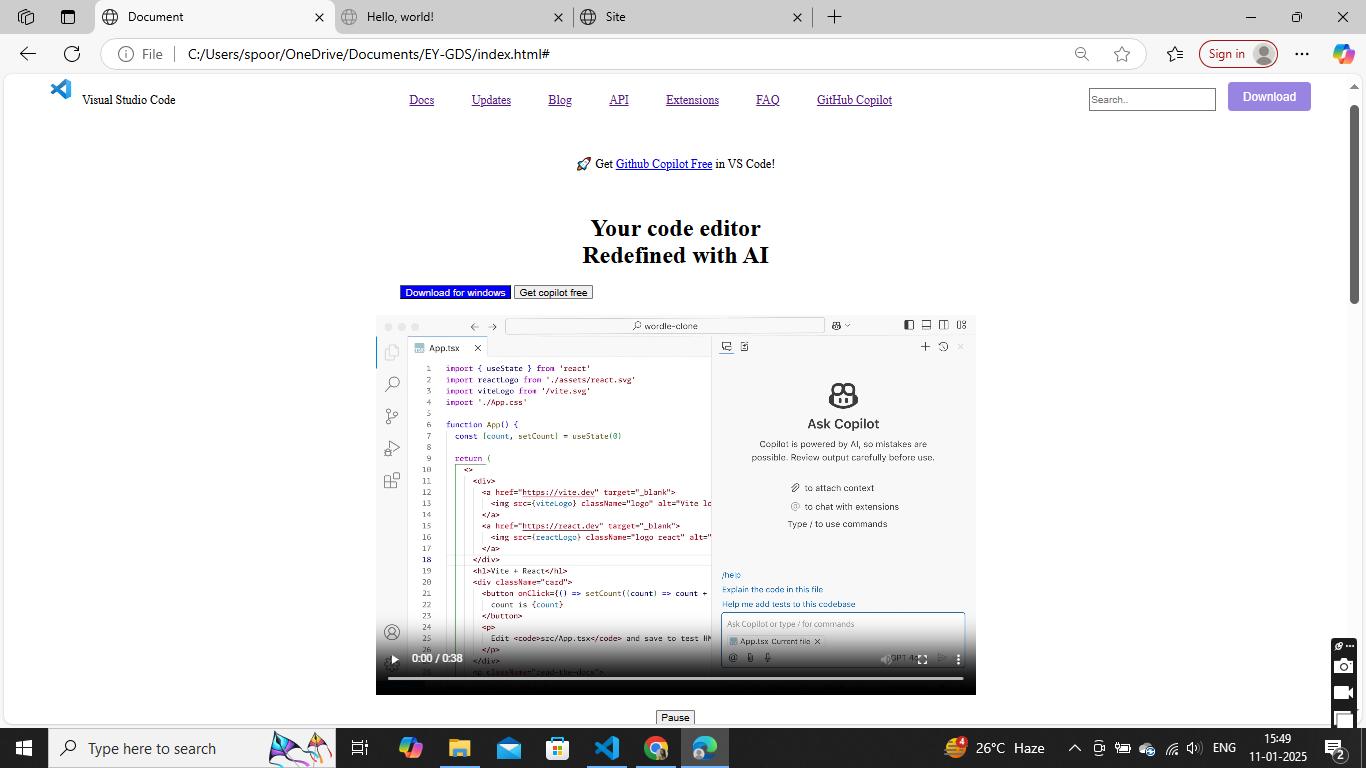 Document
Hello, world!
Site
File
C:/Users/spoor/OneDrive/Documents/EY-GDS/index.html#
Sign in
Visual Studio Code
Docs Updates Blog API Extensions FAQ GitHub Copilot
Search..
Download
🚀 Get Github Copilot Free in VS Code!
Your code editor
Redefined with AI
Download for windows
Get copilot free
wordle-clone
App.tsx
1 import { useState } from 'react'
2 import reactLogo from './assets/react.svg'
3 import viteLogo from '/vite.svg'
4 import './App.css'
5
6 function App() {
7 const [count, setCount] = useState(0)
8
9 return (
10 <>
11 <div>
12 <a href="https://vite.dev" target="_blank">
13 <img src={viteLogo} className="logo" alt="Vite lo
14 </a>
15 <a href="https://react.dev" target="_blank">
16 <img src={reactLogo} className="logo react" alt="
17 </a>
18 </div>
19 <h1>Vite + React</h1>
20 <div className="card">
21 <button onClick={() => setCount((count) => count +
22 count is {count}
23 </button>
24 <p>
25 Edit <code>src/App.tsx</code> and save to test HM
26 </p>
</div>
<p className="read-the-docs">
Ask Copilot
Copilot is powered by AI, so mistakes are
possible. Review output carefully before use.
to attach context
@ to chat with extensions
Type / to use commands
/help
Explain the code in this file
Help me add tests to this codebase
Ask Copilot or type / for commands
App.tsx Current file
0:00 / 0:38
Pause
Type here to search
4
26°C Haze
ENG
15:49
11-01-2025
2